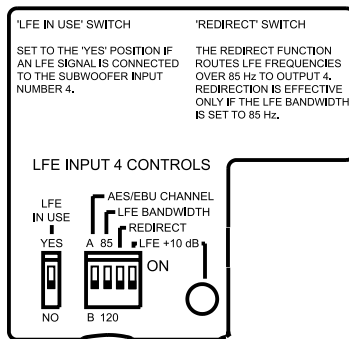 'LFE IN USE' SWITCH
SET TO THE 'YES' POSITION IF
AN LFE SIGNAL IS CONNECTED
TO THE SUBWOOFER INPUT
NUMBER 4.
'REDIRECT' SWITCH
THE REDIRECT FUNCTION
ROUTES LFE FREQUENCIES
OVER 85 Hz TO OUTPUT 4.
REDIRECTION IS EFFECTIVE
ONLY IF THE LFE BANDWIDTH
IS SET TO 85 Hz.
LFE INPUT 4 CONTROLS
LFE
IN USE
YES
NO
AES/EBU CHANNEL
LFE BANDWIDTH
REDIRECT
A 85 LFE +10 dB
ON
B 120